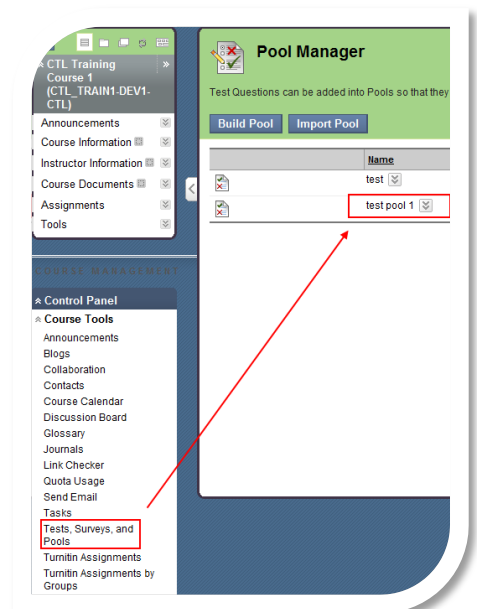 CTL Training
Course 1
(CTL_TRAIN1-DEV1-
CTL)
Announcements
Course Information
Instructor Information
Course Documents
Assignments
Tools
COURSE MANAGEMENT
Control Panel
Course Tools
Announcements
Blogs
Collaboration
Contacts
Course Calendar
Discussion Board
Glossary
Journals
Link Checker
Quota Usage
Send Email
Tasks
Tests, Surveys, and
Pools
Turnitin Assignments
Turnitin Assignments by
Groups
Pool Manager
Test Questions can be added into Pools so that they
Build Pool Import Pool
Name
test
test pool 1